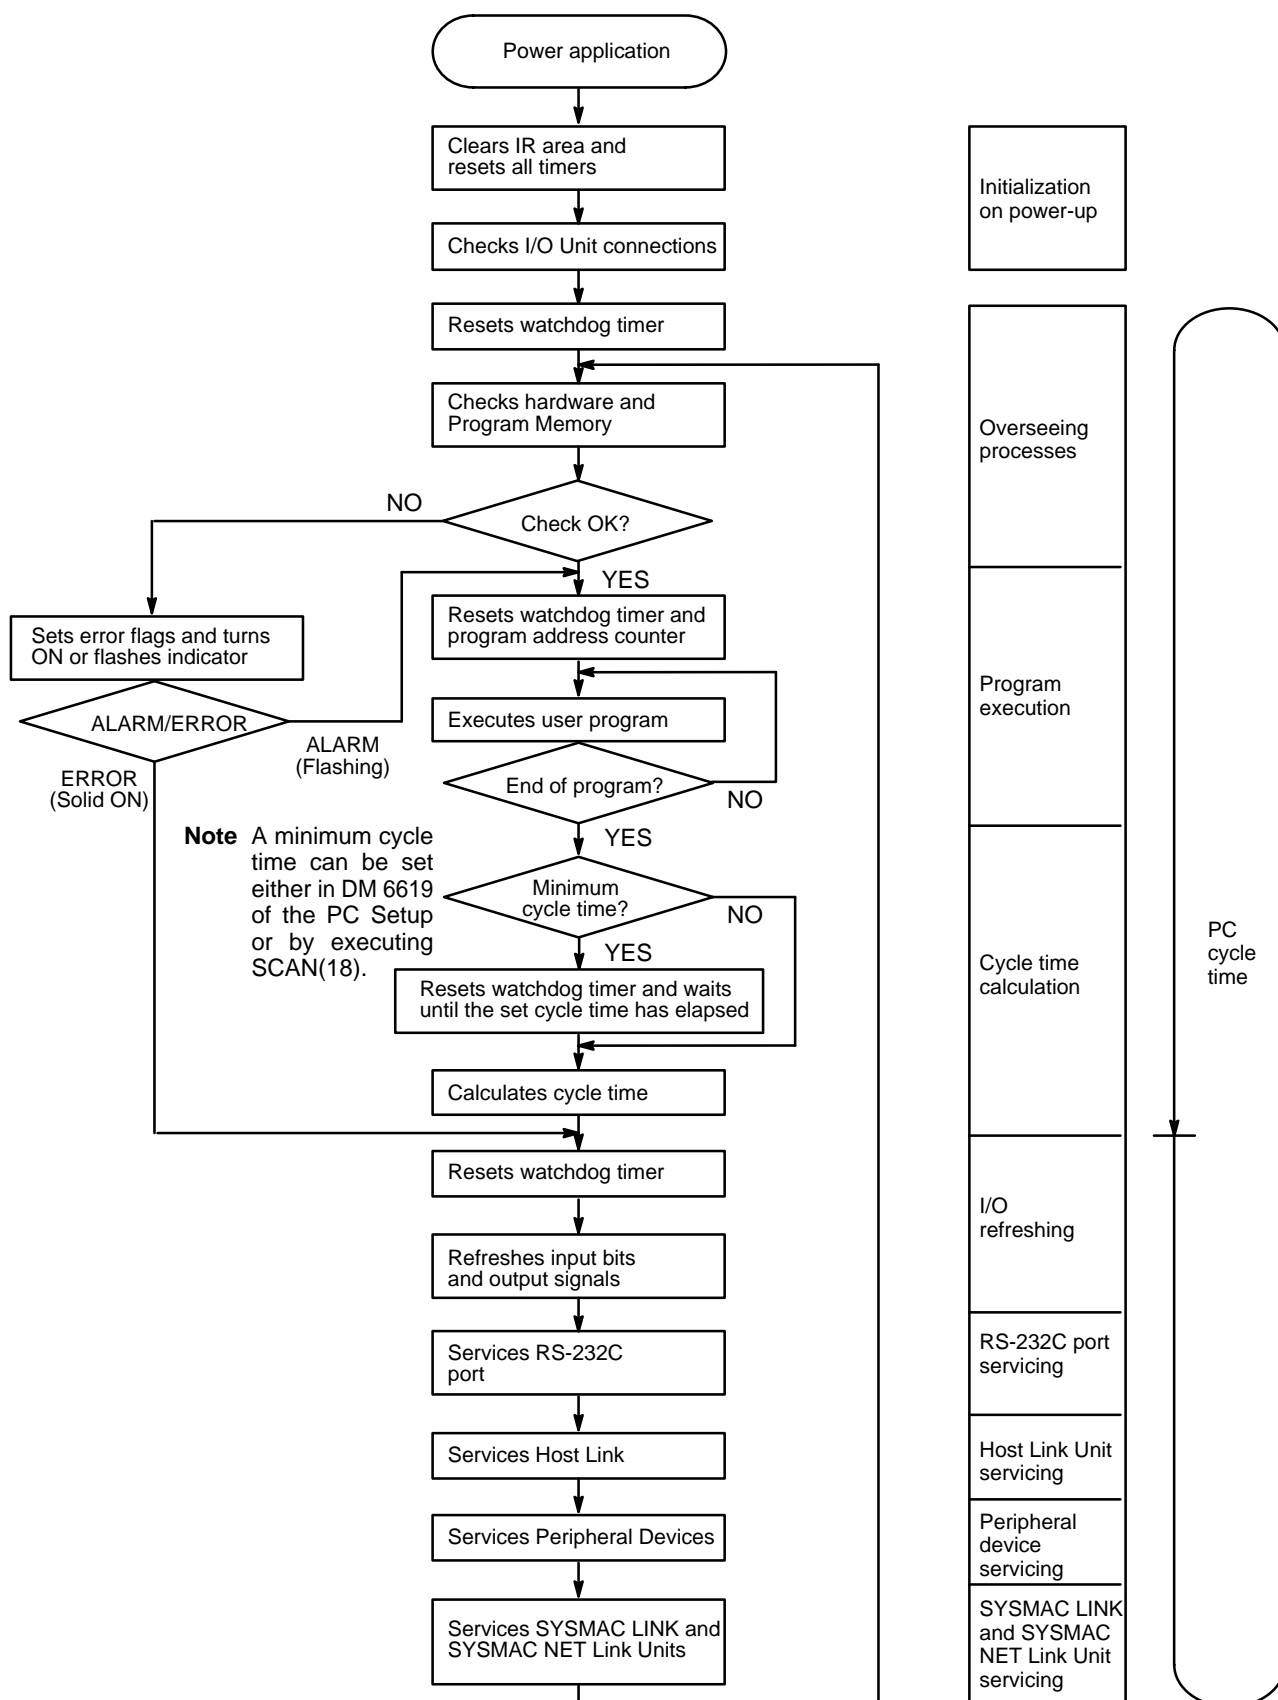 Power application
Clears IR area and
resets all timers
Checks I/O Unit connections
Resets watchdog timer
Checks hardware and
Program Memory
NO
Check OK?
YES
Resets watchdog timer and
program address counter
Sets error flags and turns
ON or flashes indicator
ALARM/ERROR
ALARM
(Flashing)
ERROR
(Solid ON)
Executes user program
End of program?
NO
YES
Note A minimum cycle
time can be set
either in DM 6619
of the PC Setup
or by executing
SCAN(18).
Minimum
cycle time?
NO
YES
Resets watchdog timer and waits
until the set cycle time has elapsed
Calculates cycle time
Resets watchdog timer
Refreshes input bits
and output signals
Services RS-232C
port
Services Host Link
Services Peripheral Devices
Services SYSMAC LINK and
SYSMAC NET Link Units
Initialization
on power-up
Overseeing
processes
Program
execution
Cycle time
calculation
I/O
refreshing
RS-232C port
servicing
Host Link Unit
servicing
Peripheral
device
servicing
SYSMAC LINK
and SYSMAC
NET Link Unit
servicing
PC
cycle
time